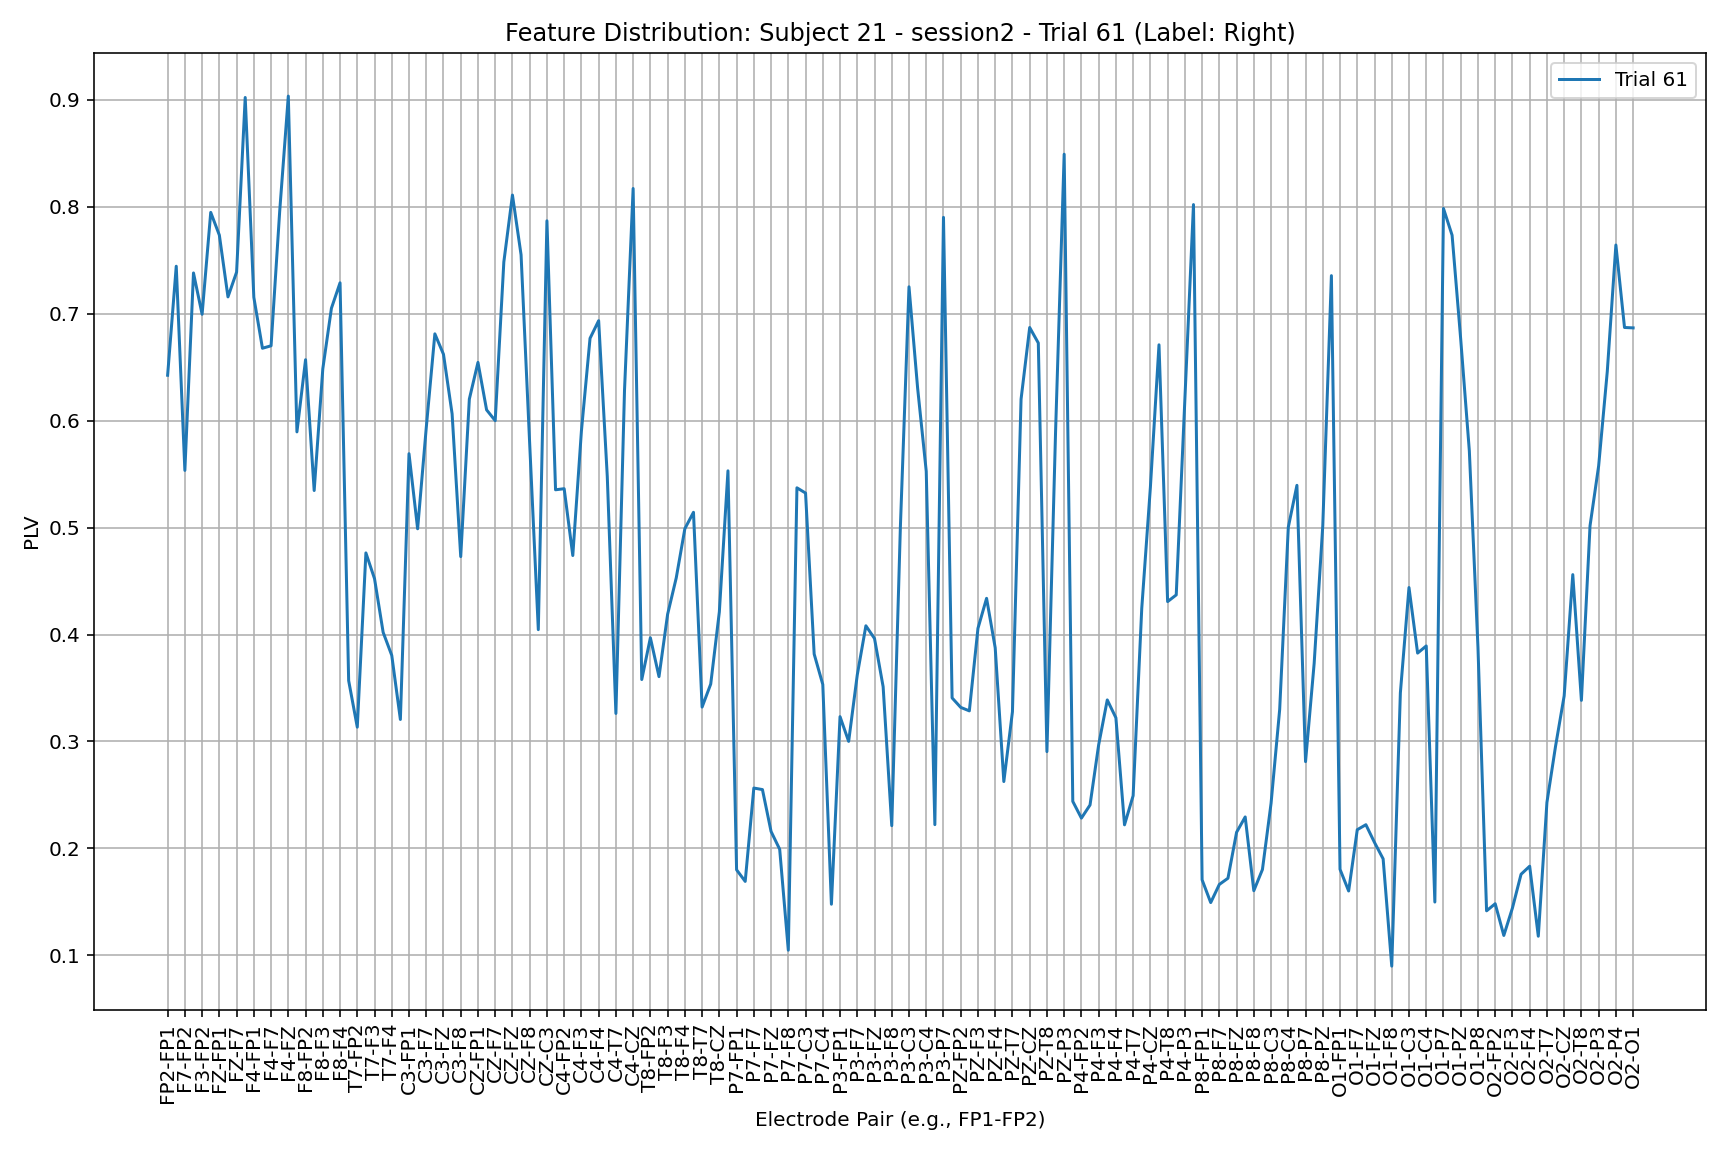 Feature Distribution: Subject 21 - session2 - Trial 61 (Label: Right)
Trial 61
PLV
0.9
0.8
0.7
0.6
0.5
0.4
0.3
0.2
0.1
FP2-FP1
F7-FP2
F3-FP2
FZ-FP1
FZ-F7
F4-FP1
F4-F7
F4-FZ
F8-FP2
F8-F3
F8-F4
T7-FP2
T7-F3
T7-F4
C3-FP1
C3-F7
C3-FZ
C3-F8
CZ-FP1
CZ-F7
CZ-FZ
CZ-F8
CZ-C3
C4-FP2
C4-F3
C4-F4
C4-T7
C4-CZ
T8-FP2
T8-F3
T8-F4
T8-T7
T8-CZ
P7-FP1
P7-F7
P7-FZ
P7-F8
P7-C3
P7-C4
P3-FP1
P3-F7
P3-FZ
P3-F8
P3-C3
P3-C4
P3-P7
PZ-FP2
PZ-F3
PZ-F4
PZ-T7
PZ-CZ
PZ-T8
PZ-P3
P4-FP2
P4-F3
P4-F4
P4-T7
P4-CZ
P4-T8
P4-P3
P8-FP1
P8-F7
P8-FZ
P8-F8
P8-C3
P8-C4
P8-P7
P8-PZ
O1-FP1
O1-F7
O1-FZ
O1-F8
O1-C3
O1-C4
O1-P7
O1-PZ
O1-P8
O2-FP2
O2-F3
O2-F4
O2-T7
O2-CZ
O2-T8
O2-P3
O2-P4
O2-O1
Electrode Pair (e.g., FP1-FP2)